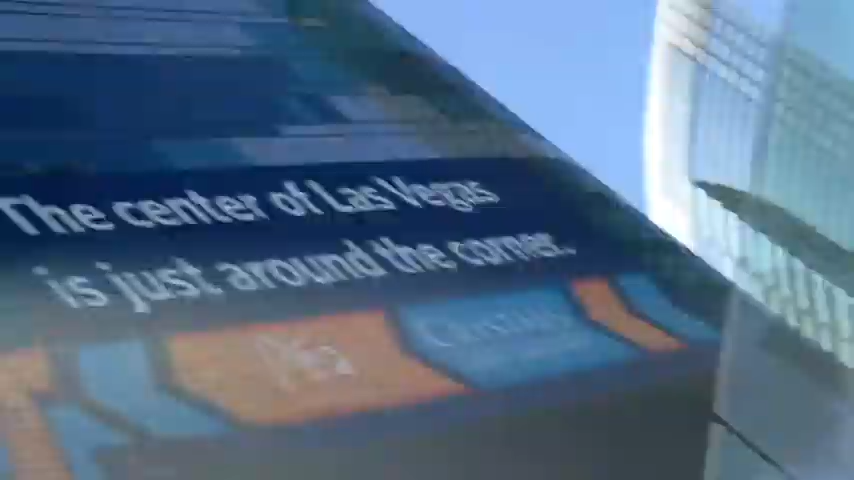 The center of Las Vegas
is just around the corner.